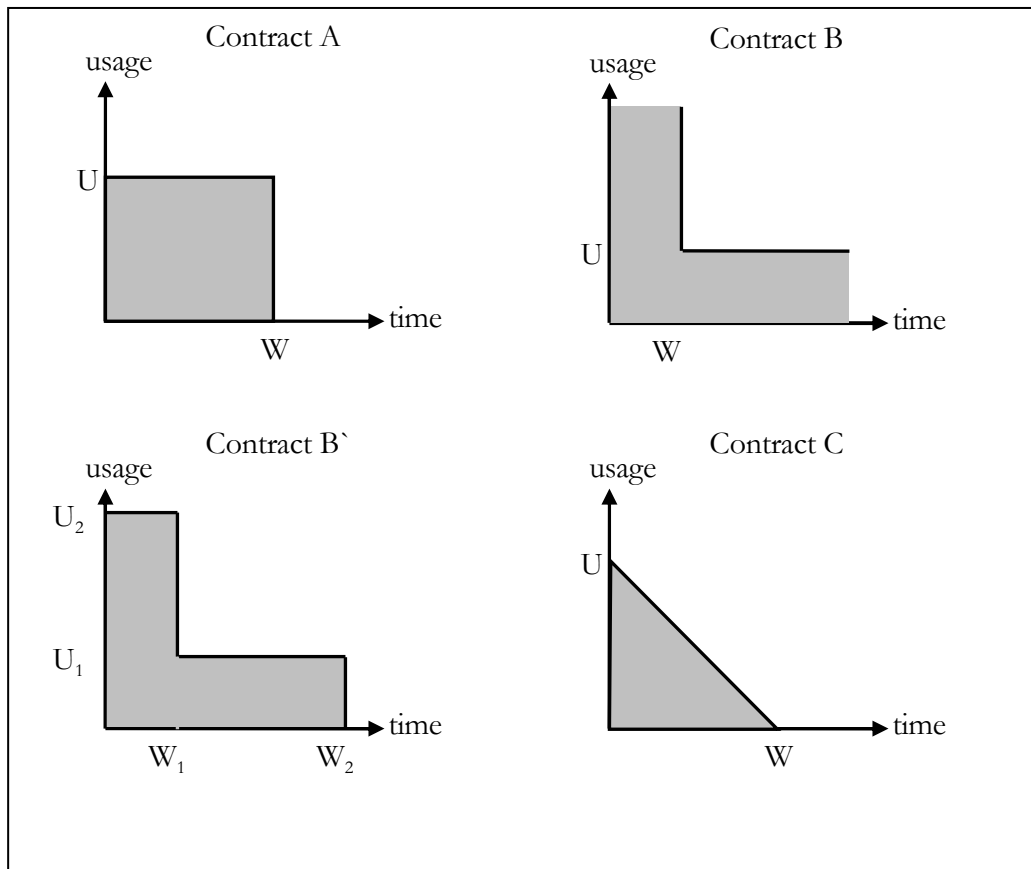 Contract A
usage
U
time
W
Contract B
usage
U
time
W
Contract B`
usage
U₂
U₁
time
W₁
W₂
Contract C
usage
U
time
W